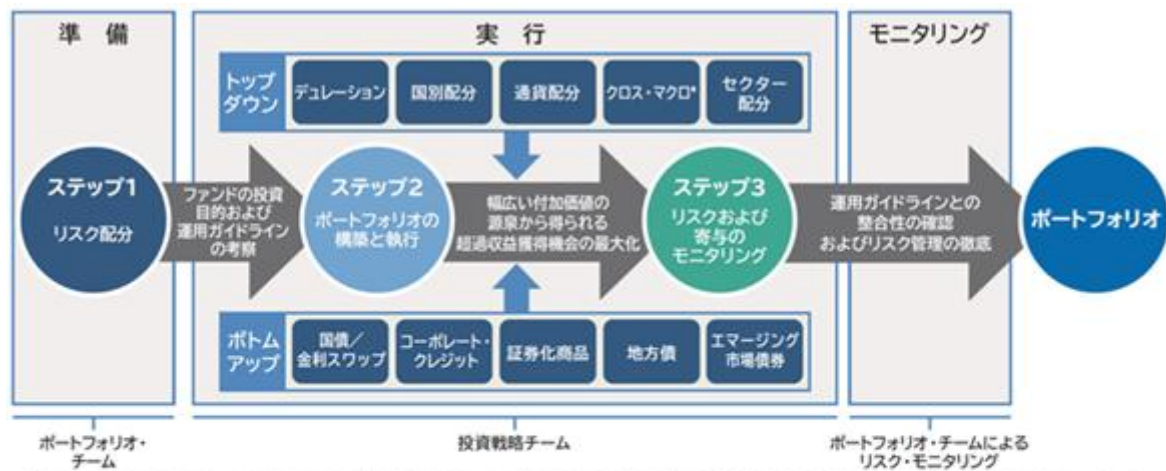 準 備
実 行
モニタリング
トップ
ダウン
デュレーション
国別配分
通貨配分
クロス・マクロ*
セクター
配分
ステップ1
リスク配分
ファンドの投資
目的および
運用ガイドライン
の考察
ステップ2
ポートフォリオの
構築と執行
幅広い付加価値の
源泉から得られる
超過収益獲得機会の最大化
ステップ3
リスクおよび
寄与の
モニタリング
運用ガイドラインとの
整合性の確認
およびリスク管理の徹底
ポートフォリオ
ボトム
アップ
国債／
金利スワップ
コーポレート・
クレジット
証券化商品
地方債
エマージング
市場債券
ポートフォリオ・
チーム
投資戦略チーム
ポートフォリオ・チームによる
リスク・モニタリング